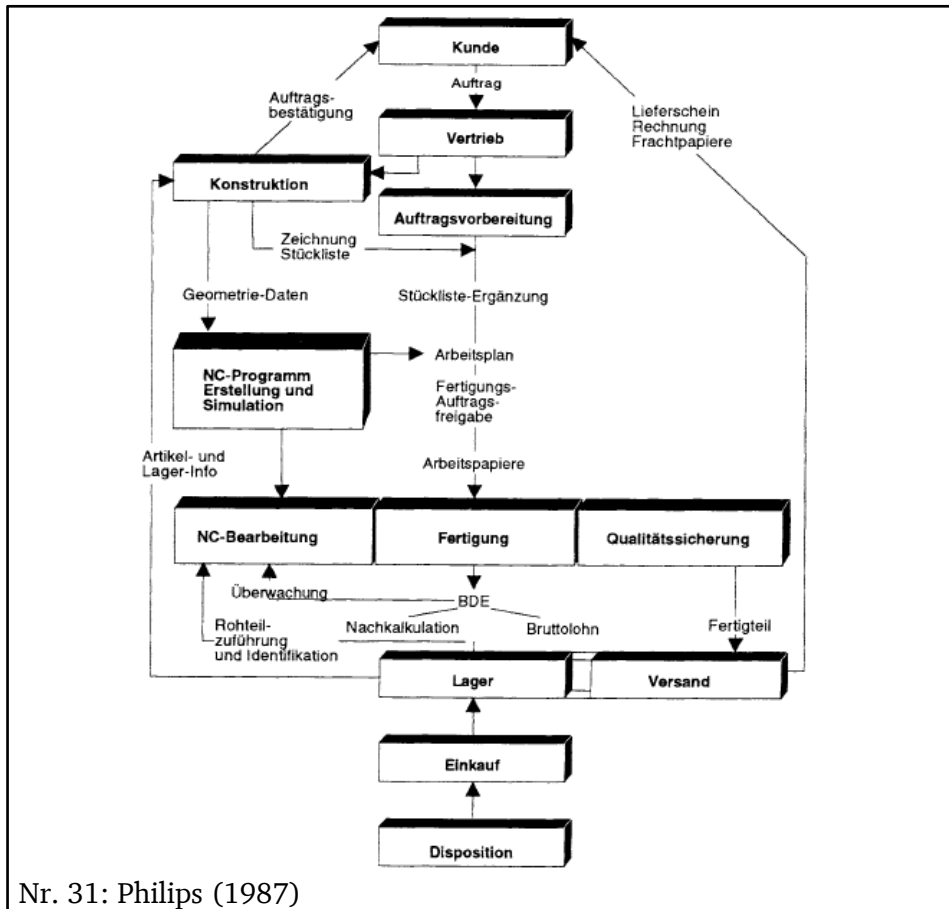 Kunde
Auftrag
Auftrags-
bestätigung
Lieferschein
Rechnung
Frachtpapiere
Vertrieb
Konstruktion
Auftragsvorbereitung
Zeichnung
Stückliste
Geometrie-Daten
Stückliste-Ergänzung
NC-Programm
Erstellung und
Simulation
Arbeitsplan
Fertigungs-
Auftrags-
freigabe
Artikel- und
Lager-Info
Arbeitspapiere
NC-Bearbeitung
Fertigung
Qualitätssicherung
Überwachung
BDE
Rohteil-
zuführung
und Identifikation
Nachkalkulation
Bruttolohn
Fertigteil
Lager
Versand
Einkauf
Disposition
Nr. 31: Philips (1987)